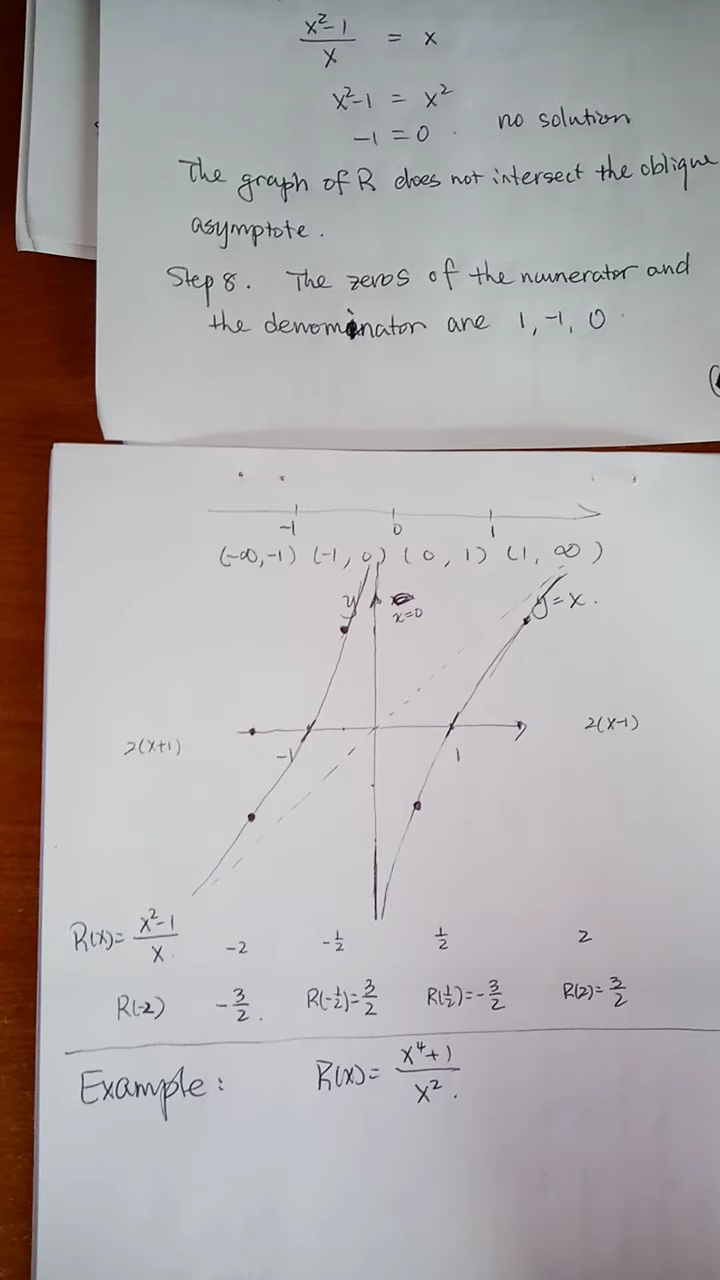 x²-1/x = x
x²-1 = x²
-1 = 0. no solution
The graph of R does not intersect the oblique
asymptote.
Step 8. The zeros of the numerator and
the denominator are 1, -1, 0.
-1 0 1
(-∞,-1) (-1, 0) (0, 1) (1, ∞)
y x=0 y=x.
2(x+1) -1 1 2(x-1)
R(x)= x²-1/x. -2 -1/2 1/2 2
R(-2) -3/2. R(-1/2)=3/2 R(1/2)=-3/2 R(2)=3/2
Example: R(x)= x⁴+1/x².